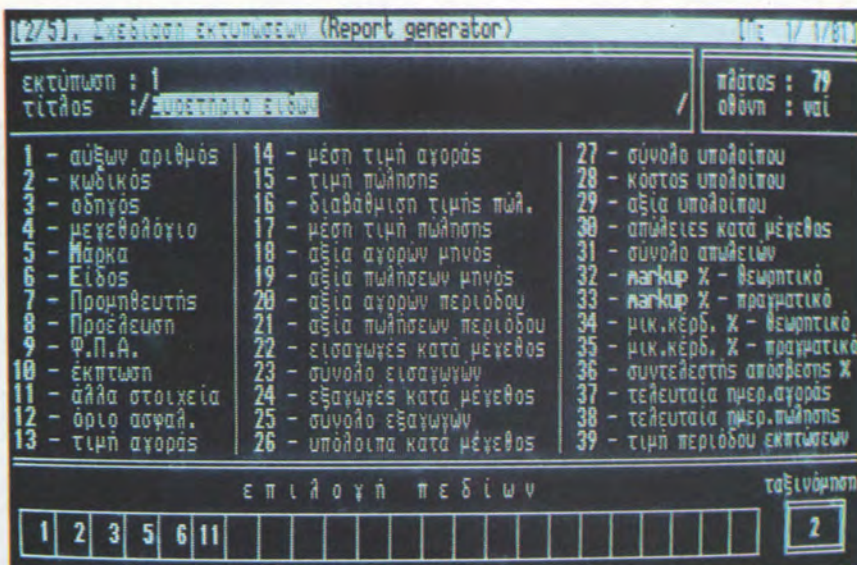 [2/5]. Σχεδίαση εκτυπώσεων (Report generator) [Πε 1/ 1/81]
εκτύπωση : 1
τίτλος :/Ευρετήριο ειδών /
πλάτος : 79
οθόνη : ναί
1 - αύξων αριθμός
2 - κωδικός
3 - οδηγός
4 - μεγεθολόγιο
5 - Μάρκα
6 - Είδος
7 - Προμηθευτής
8 - Προέλευση
9 - Φ.Π.Α.
10 - έκπτωση
11 - άλλα στοιχεία
12 - όριο ασφαλ.
13 - τιμή αγοράς
14 - μέση τιμή αγοράς
15 - τιμή πώλησης
16 - διαβάθμιση τιμής πώλ.
17 - μέση τιμή πώλησης
18 - αξία αγορών μηνός
19 - αξία πωλήσεων μηνός
20 - αξία αγορών περιόδου
21 - αξία πωλήσεων περιόδου
22 - εισαγωγές κατά μέγεθος
23 - σύνολο εισαγωγών
24 - εξαγωγές κατά μέγεθος
25 - σύνολο εξαγωγών
26 - υπόλοιπα κατά μέγεθος
27 - σύνολο υπολοίπου
28 - κόστος υπολοίπου
29 - αξία υπολοίπου
30 - απώλειες κατά μέγεθος
31 - σύνολο απωλειών
32 - markup % - θεωρητικό
33 - markup % - πραγματικό
34 - μικ.κέρδ. % - θεωρητικό
35 - μικ.κέρδ. % - πραγματικό
36 - συντελεστής απόσβεσης %
37 - τελευταία ημερ.αγοράς
38 - τελευταία ημερ.πώλησης
39 - τιμή περιόδου εκπτώσεων
επιλογή πεδίων
ταξινόμηση
1 2 3 5 6 11
2